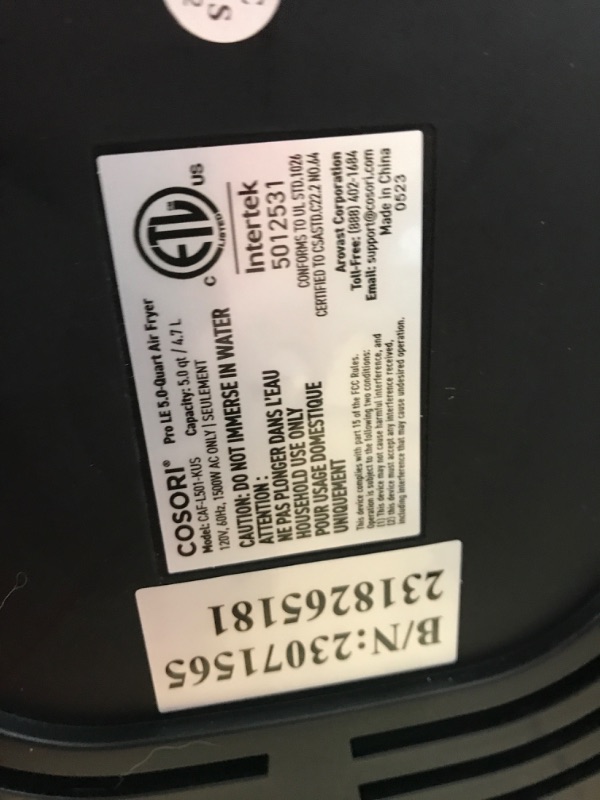 COSORI® Pro LE 5.0-Quart Air Fryer
Model: CAF-L501-KUS Capacity: 5.0 qt / 4.7 L
120V, 60Hz, 1500W AC ONLY | SEULEMENT
CAUTION: DO NOT IMMERSE IN WATER
ATTENTION :
NE PAS PLONGER DANS L'EAU
HOUSEHOLD USE ONLY
POUR USAGE DOMESTIQUE
UNIQUEMENT
This device complies with part 15 of the FCC Rules.
Operation is subject to the following two conditions:
(1) This device may not cause harmful interference, and
(2) this device must accept any interference received,
including interference that may cause undesired operation.
C ETL US
LISTED
Intertek
5012531
CONFORMS TO UL STD.1026
CERTIFIED TO CSASTD.C22.2 NO.64
Arovast Corporation
Toll-Free: (888) 402-1684
Email: support@cosori.com
Made in China
0523
B/N:23071565
2318265181
C
S
2